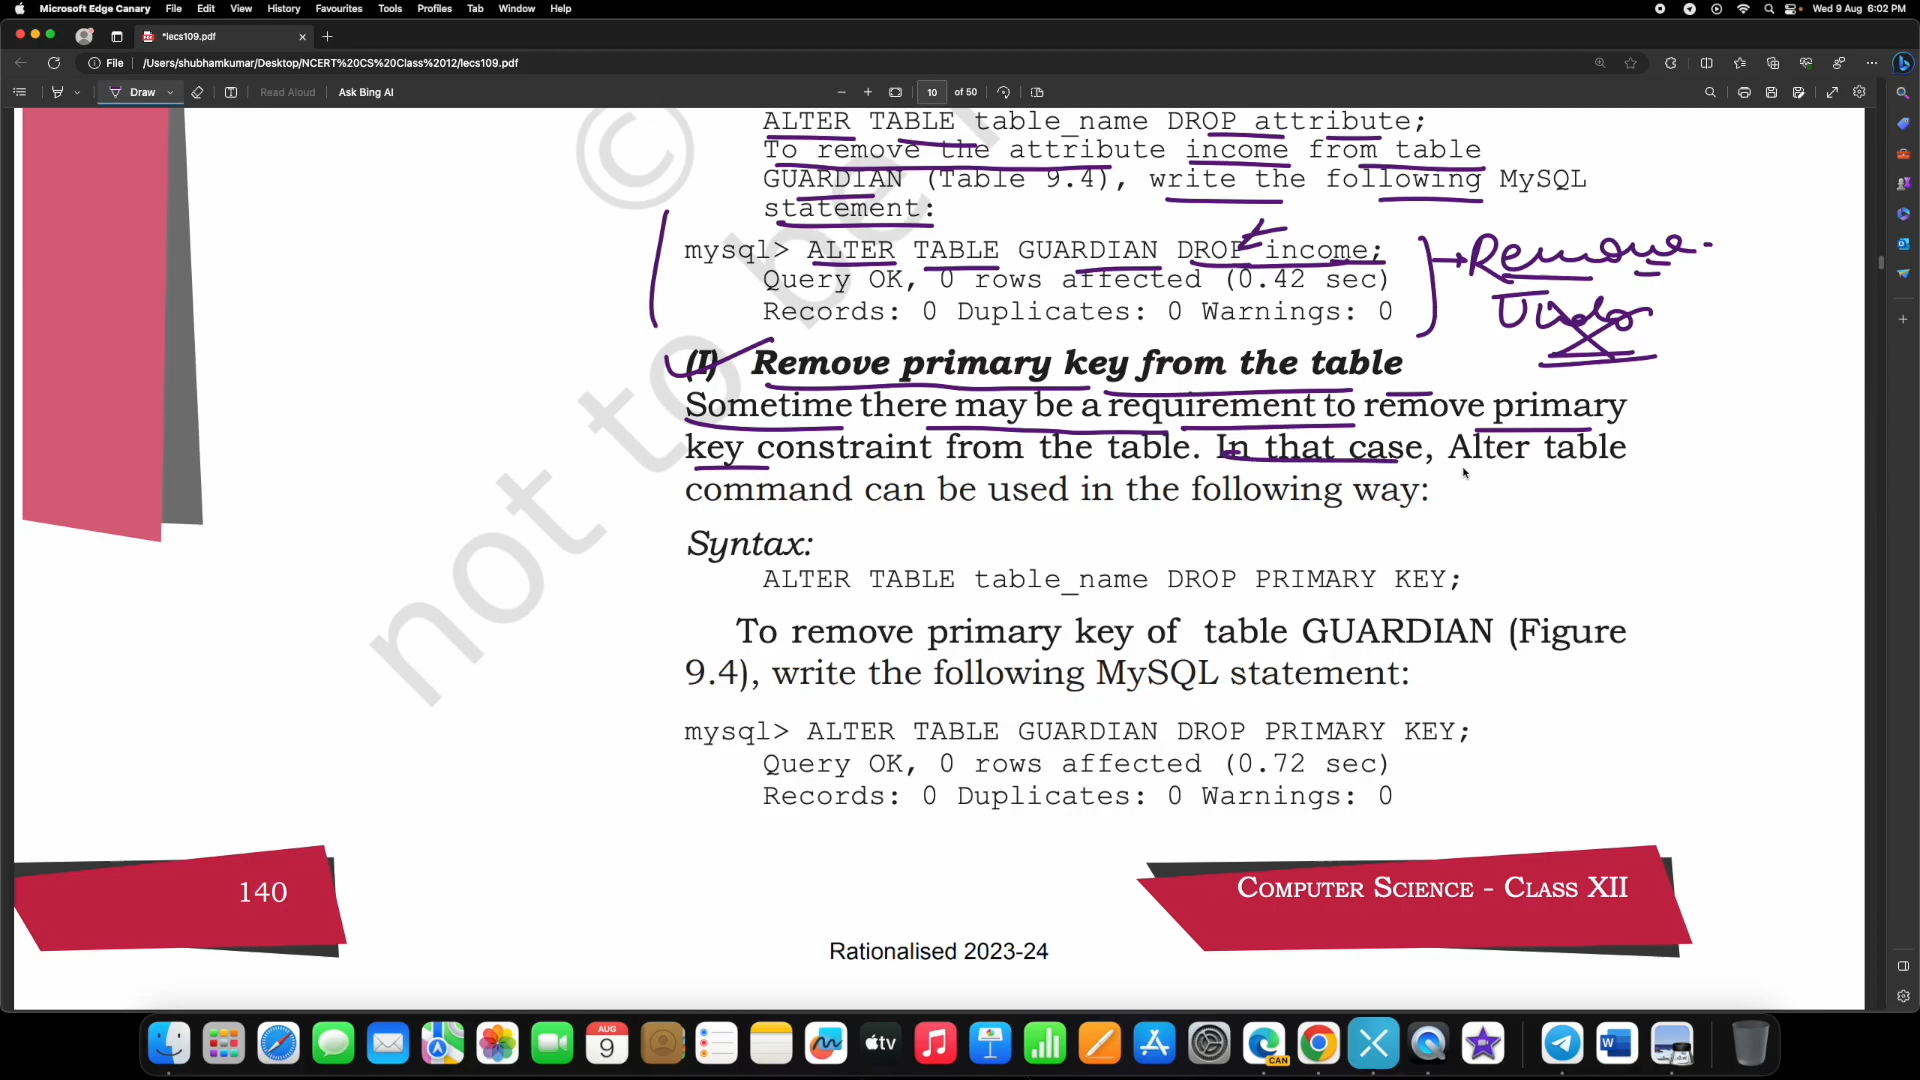 Microsoft Edge Canary File Edit View History Favourites Tools Profiles Tab Window Help Wed 9 Aug 6:02 PM
*lecs109.pdf
File /Users/shubhamkumar/Desktop/NCERT%20CS%20Class%2012/lecs109.pdf
Draw Read Aloud Ask Bing AI 10 of 50
ALTER TABLE table_name DROP attribute;
To remove the attribute income from table
GUARDIAN (Table 9.4), write the following MySQL
statement:
mysql> ALTER TABLE GUARDIAN DROP income;
Remove
Query OK, 0 rows affected (0.42 sec)
Records: 0 Duplicates: 0 Warnings: 0
Undo
(I) Remove primary key from the table
Sometime there may be a requirement to remove primary
key constraint from the table. In that case, Alter table
command can be used in the following way:
Syntax:
ALTER TABLE table_name DROP PRIMARY KEY;
To remove primary key of table GUARDIAN (Figure
9.4), write the following MySQL statement:
mysql> ALTER TABLE GUARDIAN DROP PRIMARY KEY;
Query OK, 0 rows affected (0.72 sec)
Records: 0 Duplicates: 0 Warnings: 0
© not to be
140
Computer Science - Class XII
Rationalised 2023-24
AUG
9
tv
CAN
W